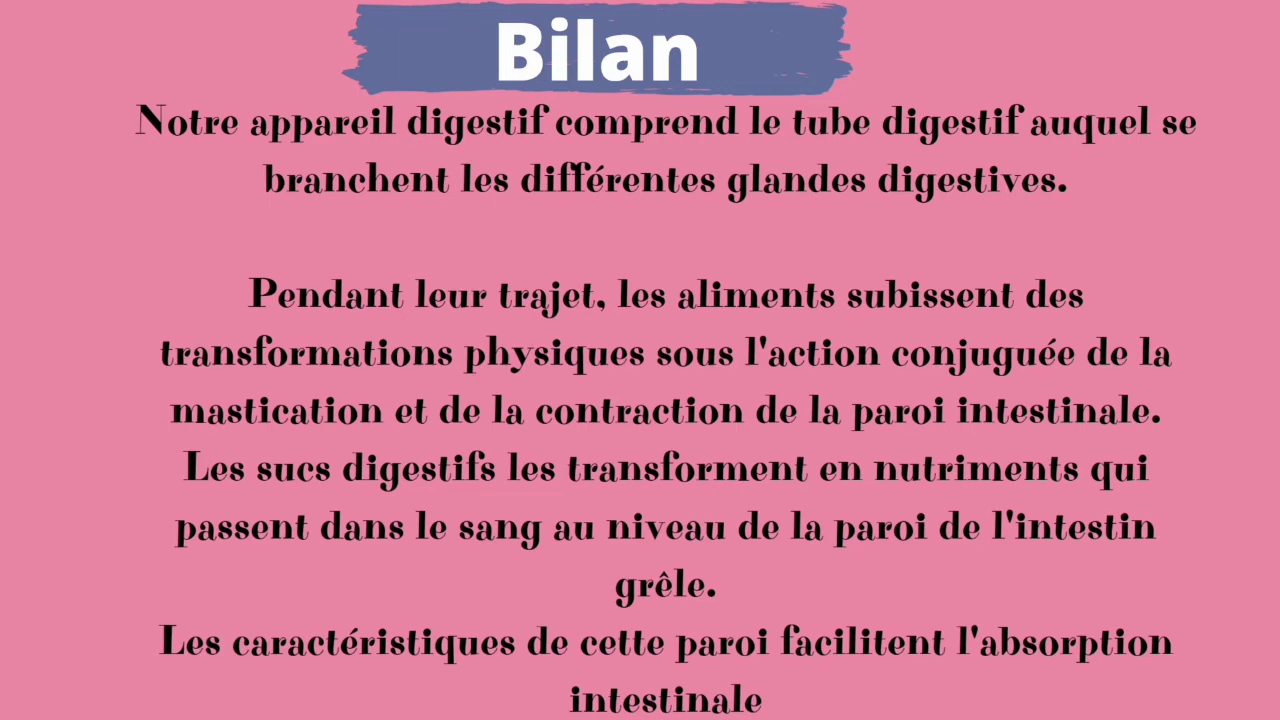 Bilan
Notre appareil digestif comprend le tube digestif auquel se
branchent les différentes glandes digestives.
Pendant leur trajet, les aliments subissent des
transformations physiques sous l'action conjuguée de la
mastication et de la contraction de la paroi intestinale.
Les sucs digestifs les transforment en nutriments qui
passent dans le sang au niveau de la paroi de l'intestin
grêle.
Les caractéristiques de cette paroi facilitent l'absorption
intestinale